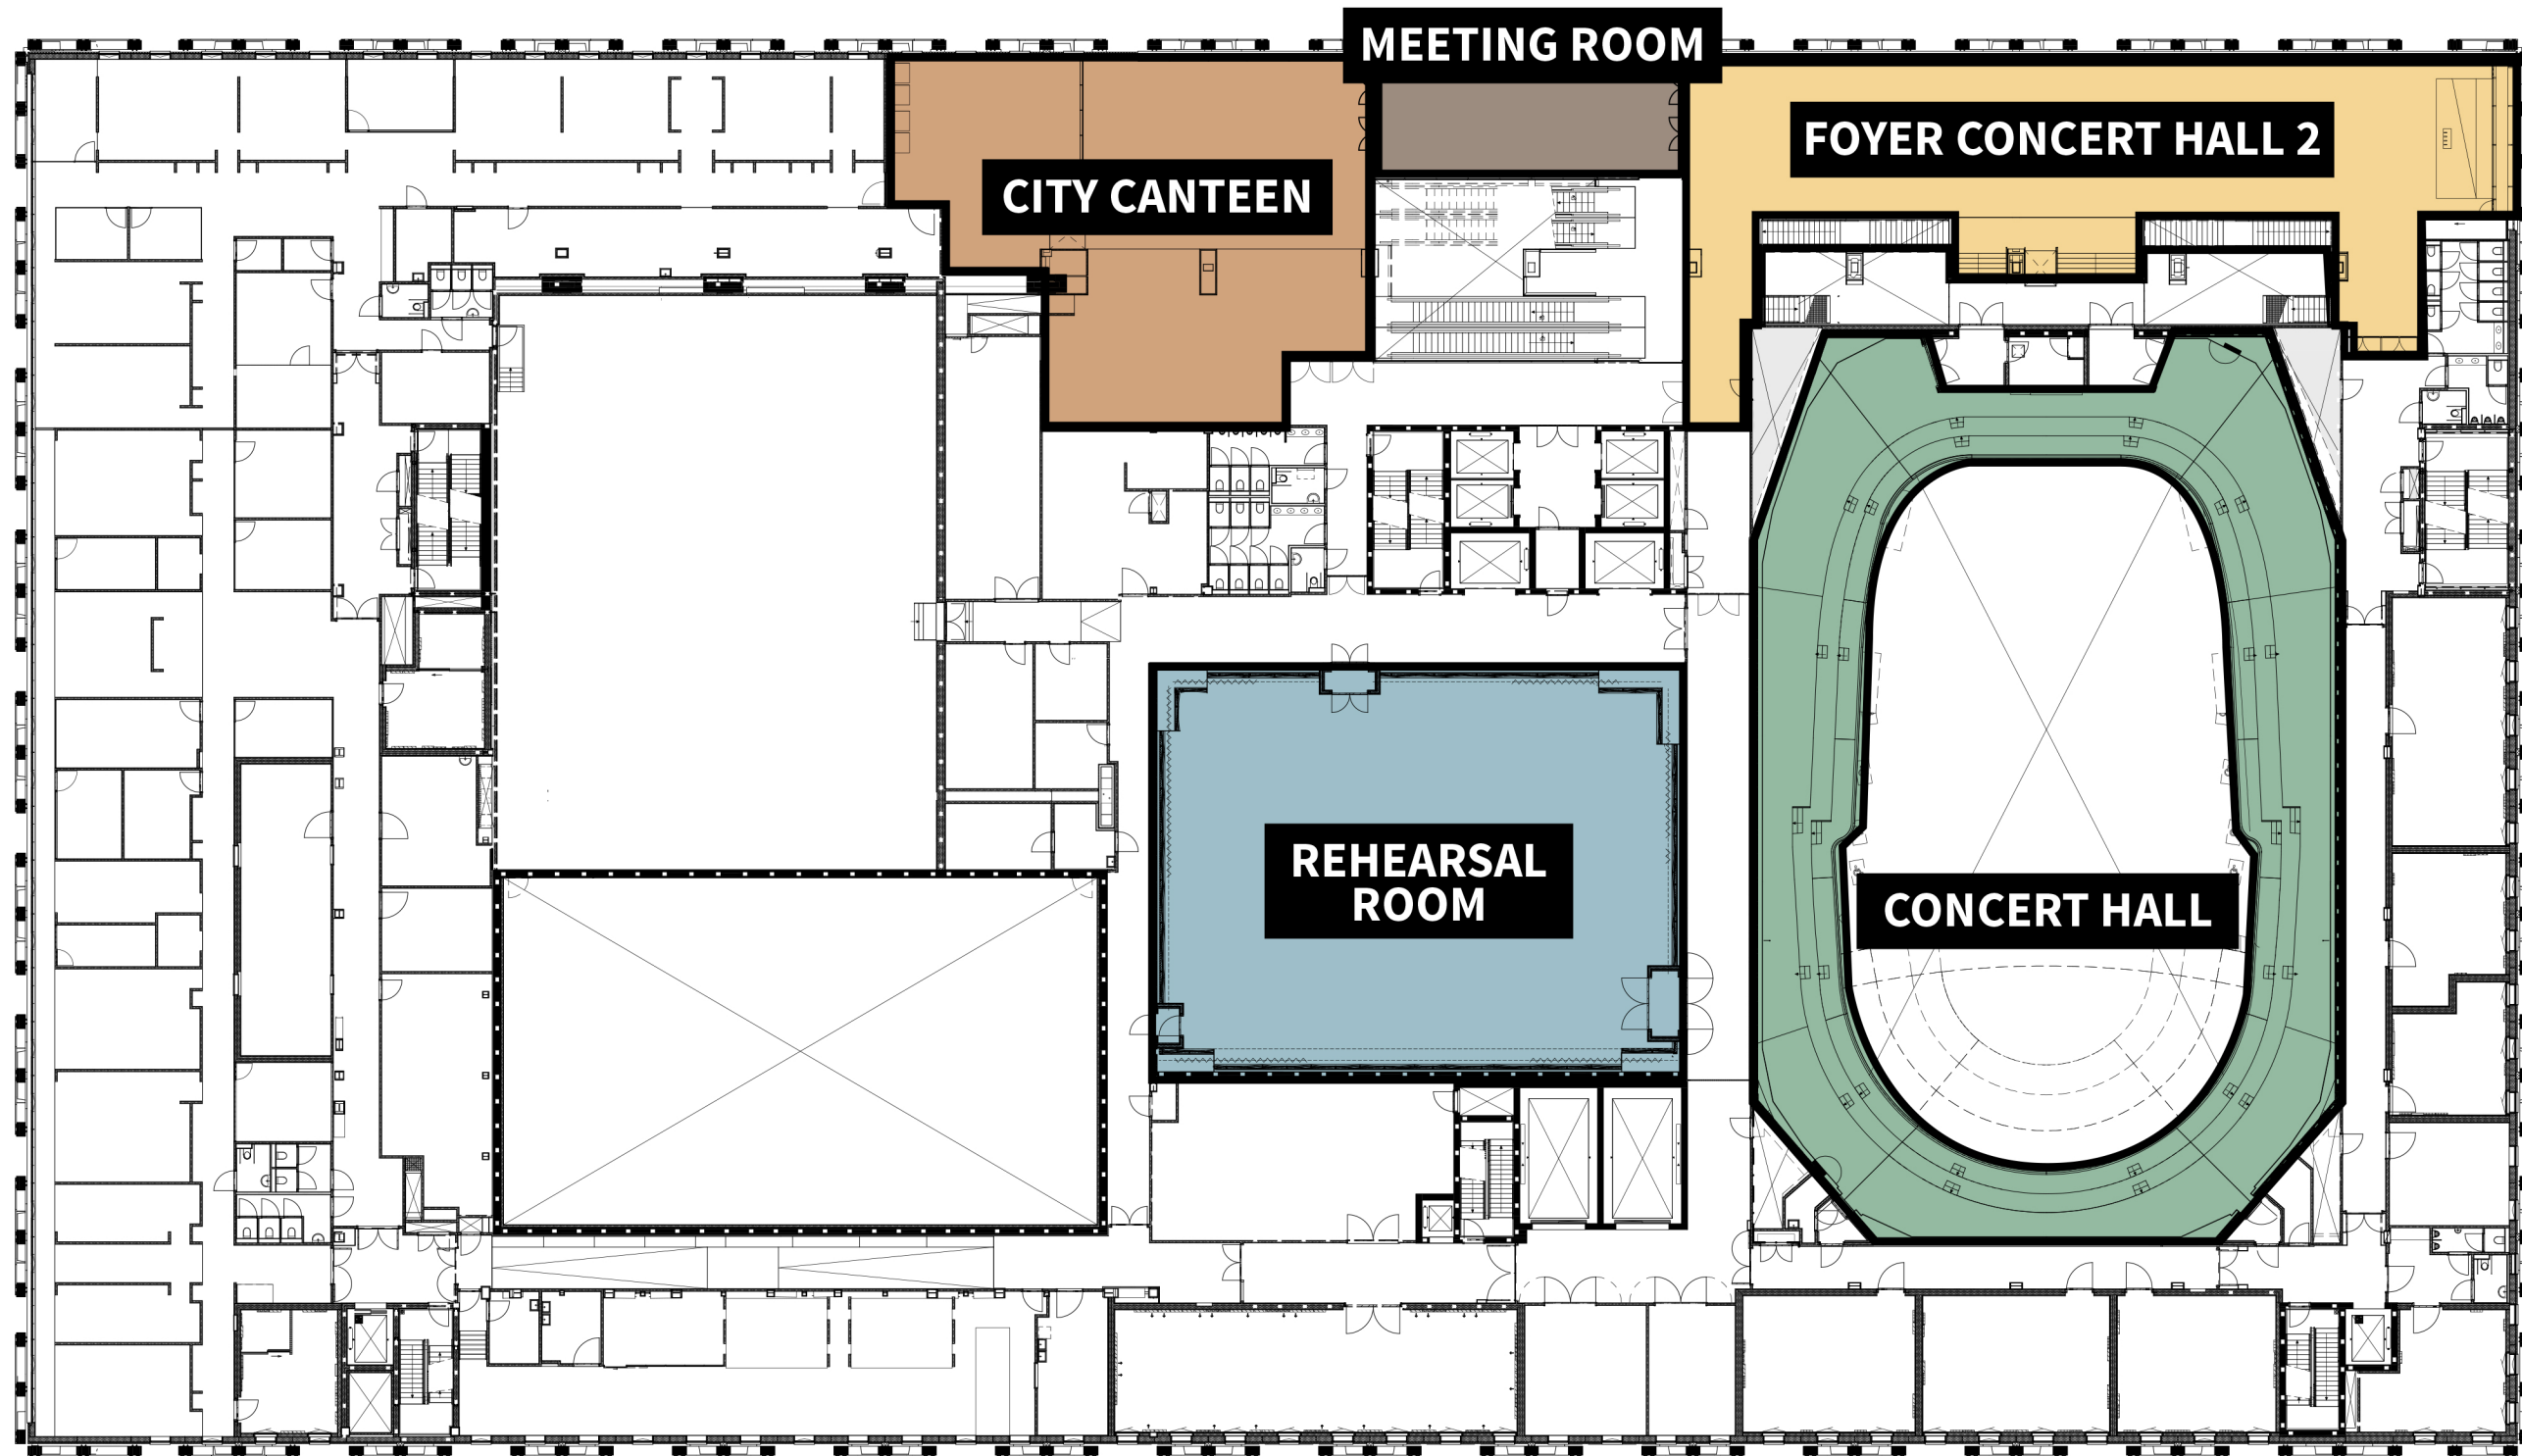 MEETING ROOM
FOYER CONCERT HALL 2
CITY CANTEEN
REHEARSAL
ROOM
CONCERT HALL